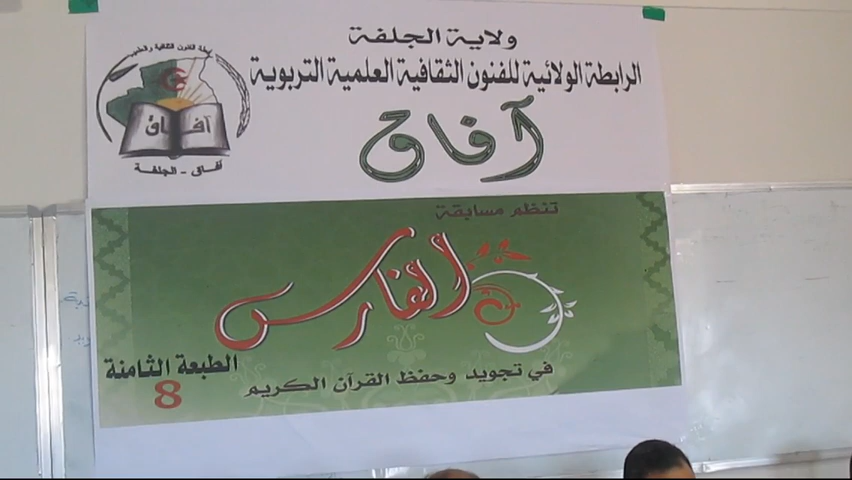 ولاية الجلفة
الرابطة الولائية للفنون الثقافية العلمية التربوية
آفاق
آفـاق
آفاق - الجلفة
تنظم مسابقة
الفارس
في تجويد وحفظ القرآن الكريم
الطبعة الثامنة
8